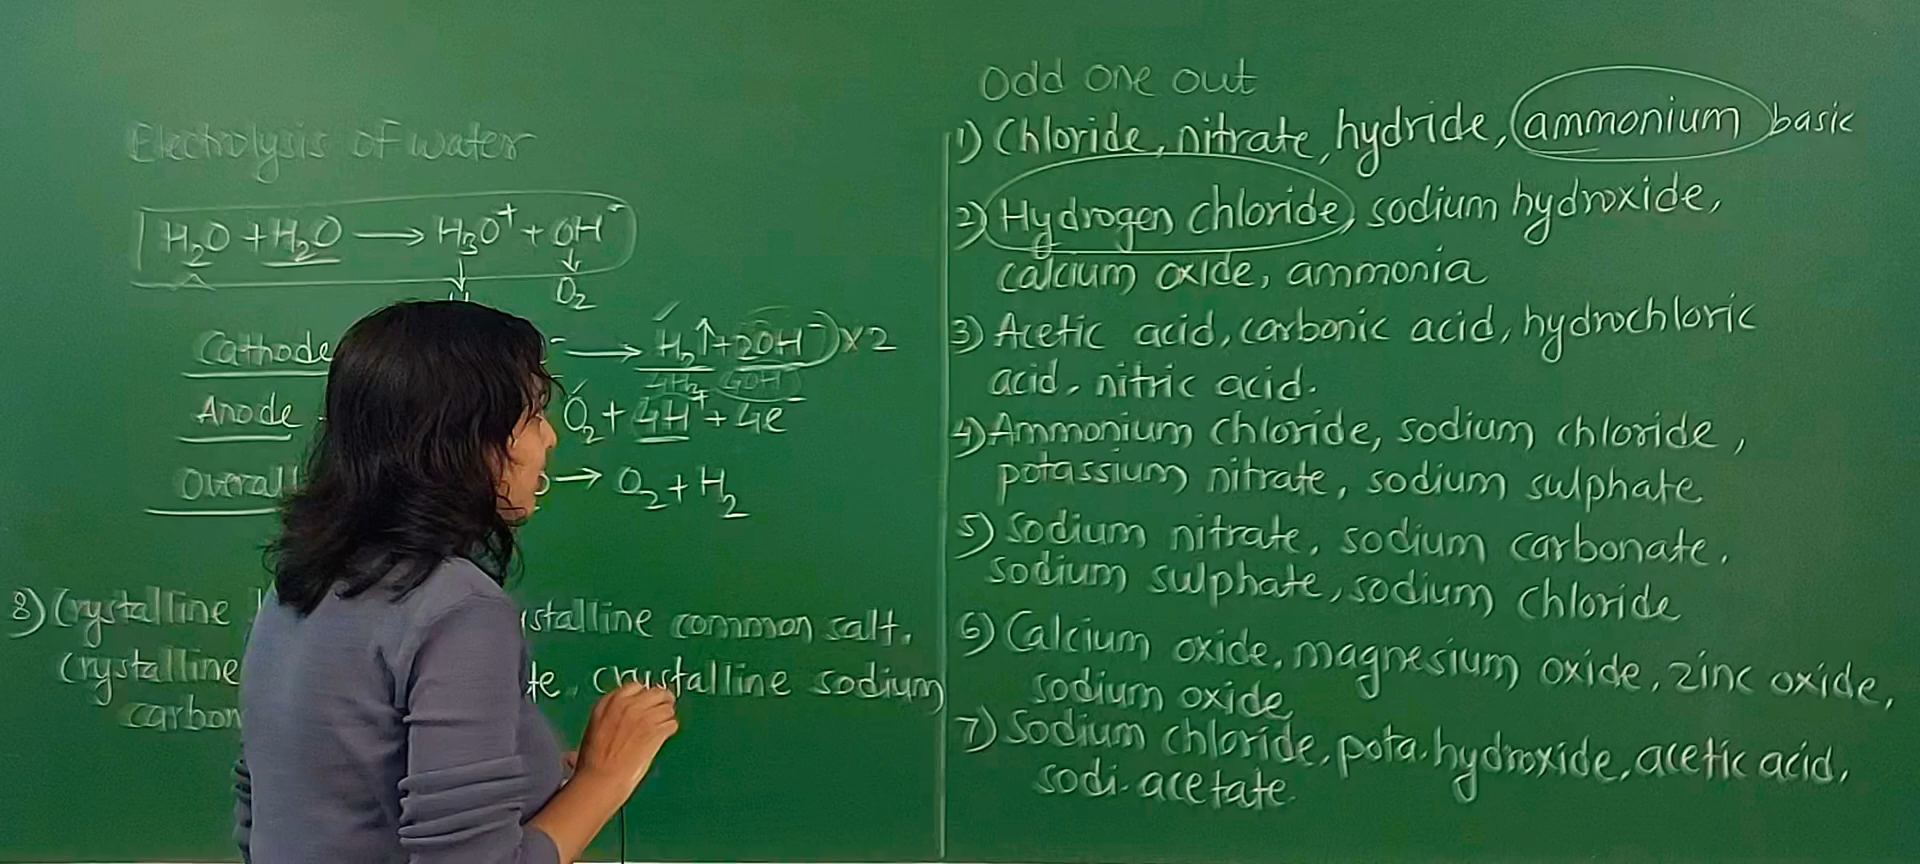 Electrolysis of water
H₂O + H₂O ⟶ H₃O⁺ + OH⁻
O₂
Cathode ⁻ ⟶ H₂↑ + 2OH⁻) × 2
4H₂ 4OH
Anode O₂ + 4H⁺ + 4e⁻
Overall → O₂ + H₂
8) Crystalline common salt,
crystalline crystalline sodium
Odd one out
1) Chloride, nitrate, hydride, ammonium basic
2) Hydrogen chloride, sodium hydroxide,
calcium oxide, ammonia
3) Acetic acid, carbonic acid, hydrochloric
acid, nitric acid.
4) Ammonium chloride, sodium chloride,
potassium nitrate, sodium sulphate
5) Sodium nitrate, sodium carbonate,
sodium sulphate, sodium chloride
6) Calcium oxide, magnesium oxide, zinc oxide,
sodium oxide
7) Sodium chloride, pota. hydroxide, acetic acid,
sodi. acetate.